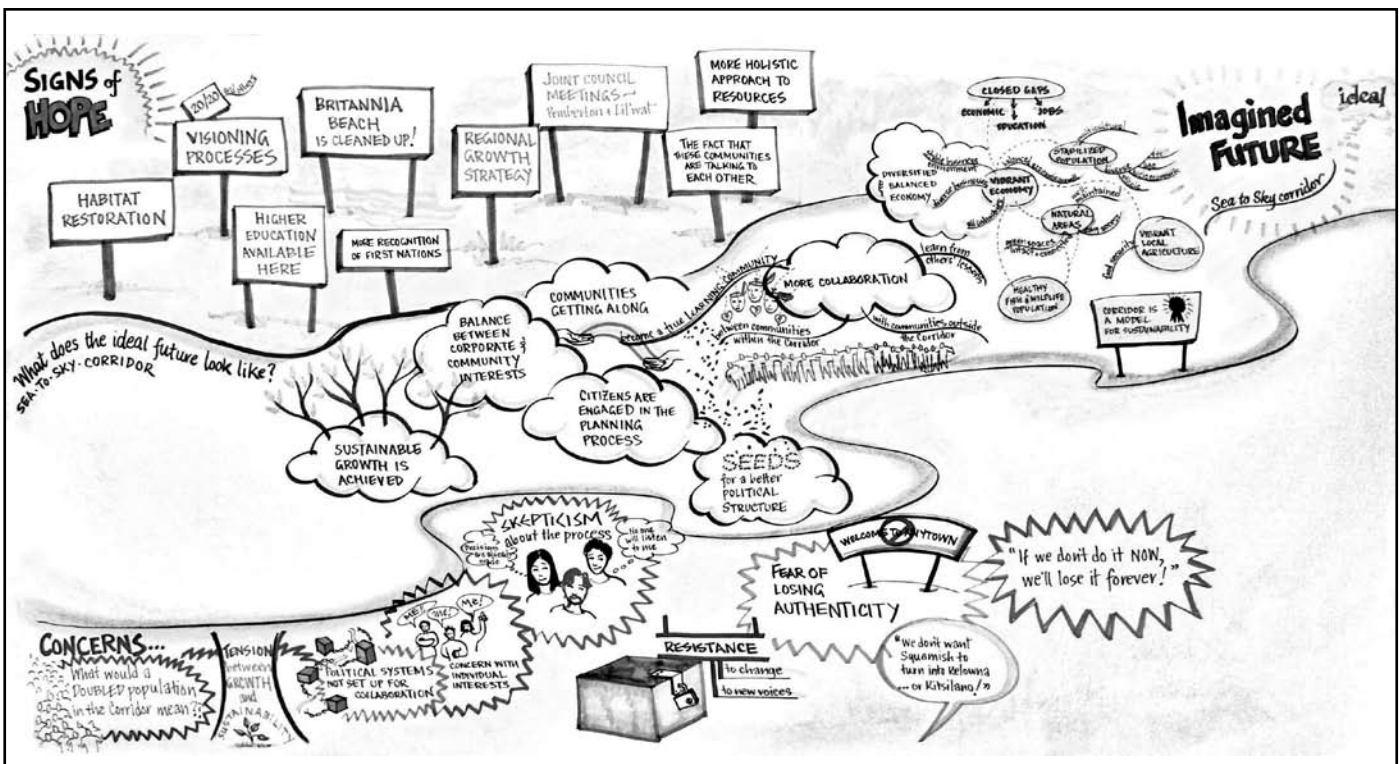 SIGNS of
HOPE
20/20
VISIONING
PROCESSES
HABITAT
RESTORATION
BRITANNIA
BEACH
IS CLEANED UP!
HIGHER
EDUCATION
AVAILABLE
HERE
MORE RECOGNITION
OF FIRST NATIONS
REGIONAL
GROWTH
STRATEGY
JOINT COUNCIL
MEETINGS
Pemberton + Lil'wat
MORE HOLISTIC
APPROACH TO
RESOURCES
THE FACT THAT
THESE COMMUNITIES
ARE TALKING TO
EACH OTHER
ideal
Imagined
FUTURE
Sea to Sky corridor
CLOSED GAPS
ECONOMIC
JOBS
EDUCATION
STABILIZED
POPULATION
DIVERSIFIED
& BALANCED
ECONOMY
VIBRANT
ECONOMY
NATURAL
AREAS
maintained
food security
VIBRANT
LOCAL
AGRICULTURE
HEALTHY
FISH & WILDLIFE
POPULATION
CORRIDOR IS
A MODEL
FOR SUSTAINABILITY
What does the ideal future look like?
SEA·TO·SKY·CORRIDOR
COMMUNITIES
GETTING ALONG
become a true learning community
MORE COLLABORATION
learn from
others' lessons
between communities
within the Corridor
with communities outside
the Corridor
BALANCE
BETWEEN
CORPORATE &
COMMUNITY
INTERESTS
CITIZENS ARE
ENGAGED IN THE
PLANNING
PROCESS
SUSTAINABLE
GROWTH IS
ACHIEVED
SEEDS
for a better
POLITICAL
STRUCTURE
CONCERNS...
What would a
DOUBLED population
in the Corridor mean?
TENSION
between
GROWTH
and
SUSTAINABILITY
POLITICAL SYSTEMS
NOT SET UP FOR
COLLABORATION
ME!
ME!
ME!
CONCERN WITH
INDIVIDUAL
INTERESTS
SKEPTICISM
about the process
No one
will listen
to me
RESISTANCE
to change
to new voices
FEAR OF
LOSING
AUTHENTICITY
WELCOME TO ANYTOWN
"We don't want
Squamish to
turn into Kelowna
... or Kitsilano!"
"If we don't do it NOW,
we'll lose it forever!"